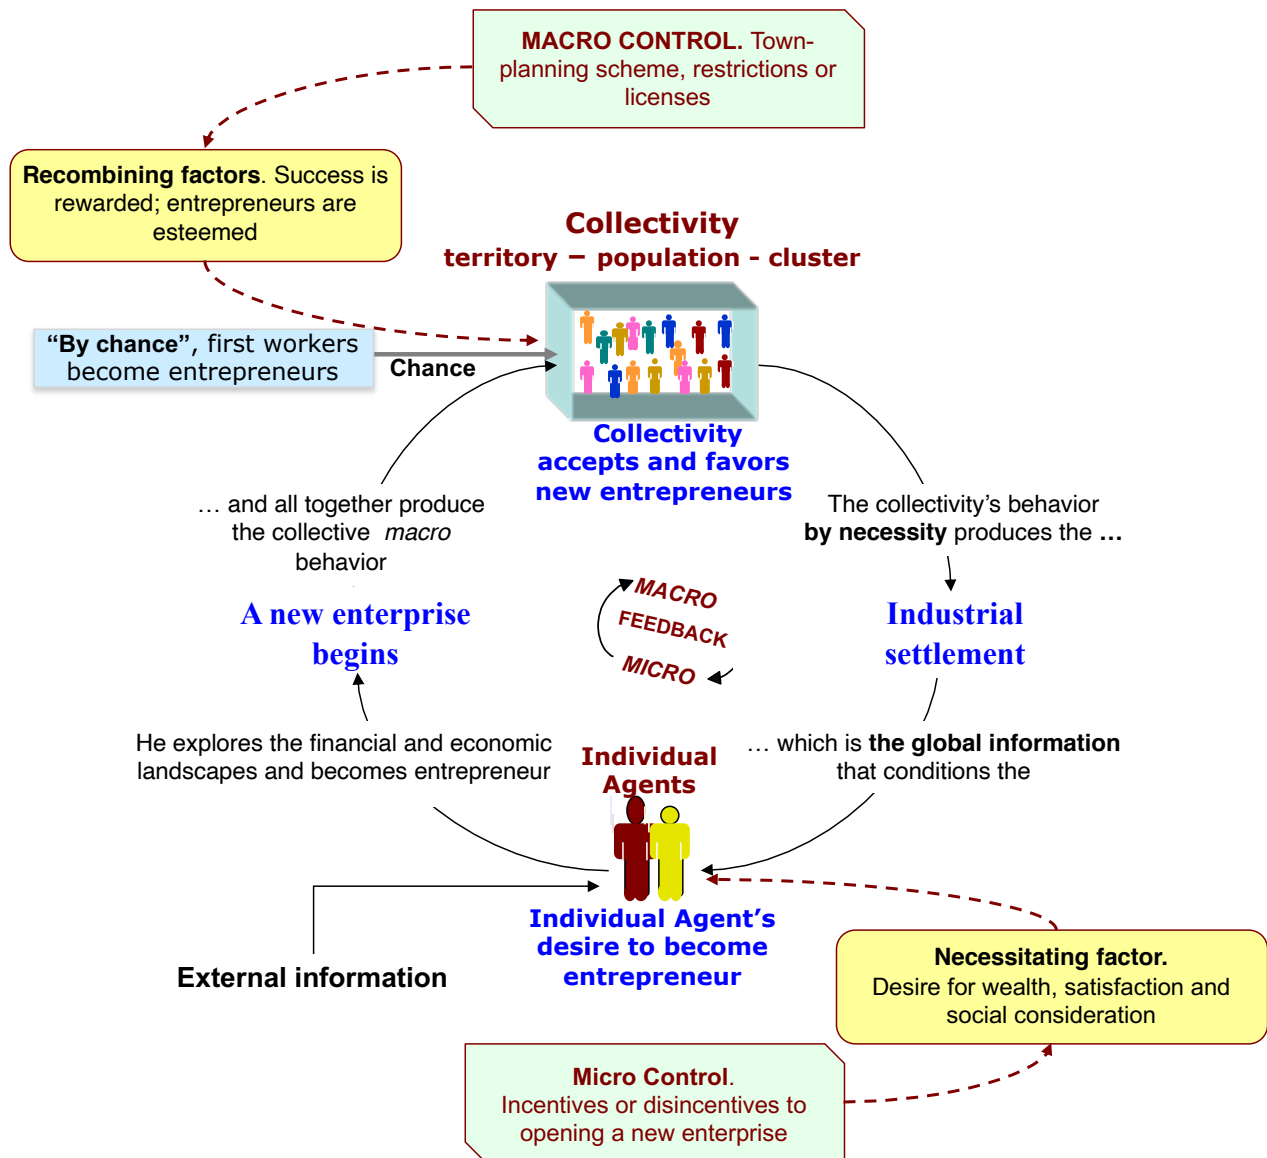 MACRO CONTROL. Town-
planning scheme, restrictions or
licenses
Recombining factors. Success is
rewarded; entrepreneurs are
esteemed
Collectivity
territory – population - cluster
“By chance”, first workers
become entrepreneurs
Chance
Collectivity
accepts and favors
new entrepreneurs
… and all together produce
the collective macro
behavior
The collectivity’s behavior
by necessity produces the …
A new enterprise
begins
MACRO
FEEDBACK
MICRO
Industrial
settlement
He explores the financial and economic
landscapes and becomes entrepreneur
Individual
Agents
… which is the global information
that conditions the
Individual Agent’s
desire to become
entrepreneur
External information
Necessitating factor.
Desire for wealth, satisfaction and
social consideration
Micro Control.
Incentives or disincentives to
opening a new enterprise